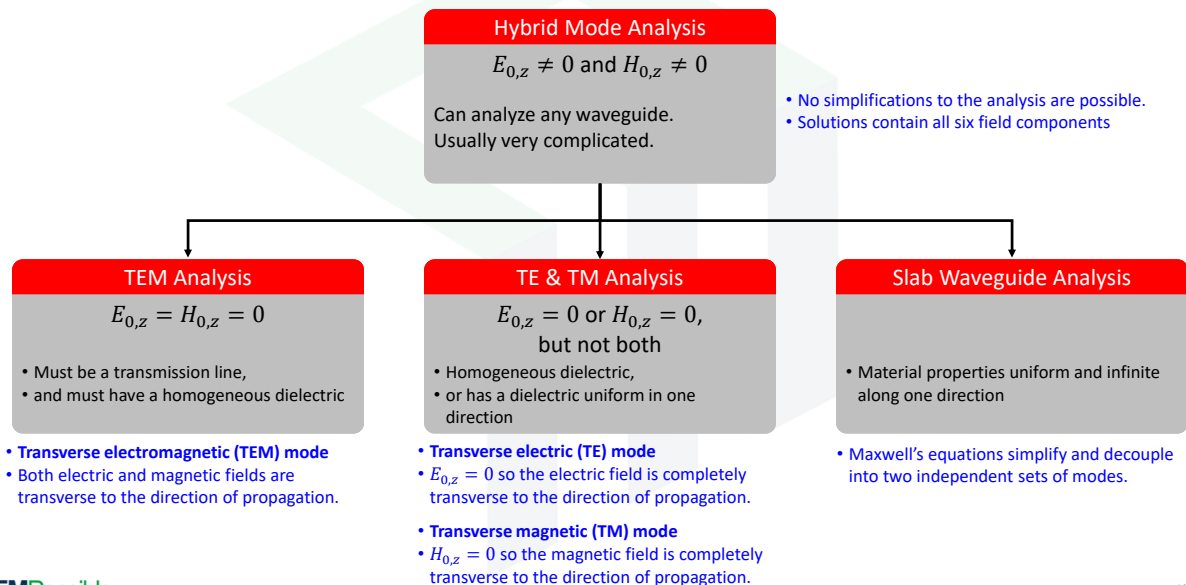 Hybrid Mode Analysis
E₀,z ≠ 0 and H₀,z ≠ 0
Can analyze any waveguide.
Usually very complicated.
• No simplifications to the analysis are possible.
• Solutions contain all six field components
TEM Analysis
E₀,z = H₀,z = 0
• Must be a transmission line,
• and must have a homogeneous dielectric
• Transverse electromagnetic (TEM) mode
• Both electric and magnetic fields are
transverse to the direction of propagation.
TE & TM Analysis
E₀,z = 0 or H₀,z = 0,
but not both
• Homogeneous dielectric,
• or has a dielectric uniform in one
direction
• Transverse electric (TE) mode
• E₀,z = 0 so the electric field is completely
transverse to the direction of propagation.
• Transverse magnetic (TM) mode
• H₀,z = 0 so the magnetic field is completely
transverse to the direction of propagation.
Slab Waveguide Analysis
• Material properties uniform and infinite
along one direction
• Maxwell's equations simplify and decouple
into two independent sets of modes.